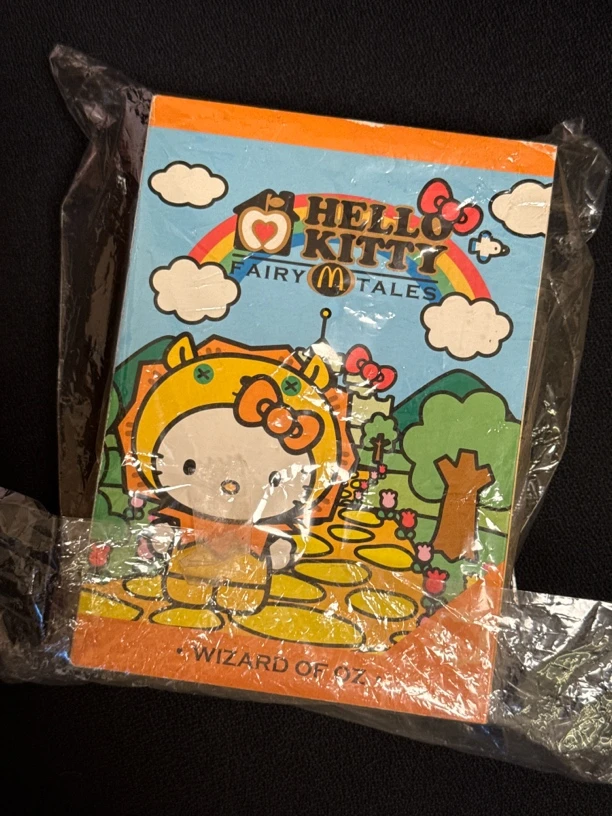 HELLO
KITTY
FAIRY M TALES
• WIZARD OF OZ •